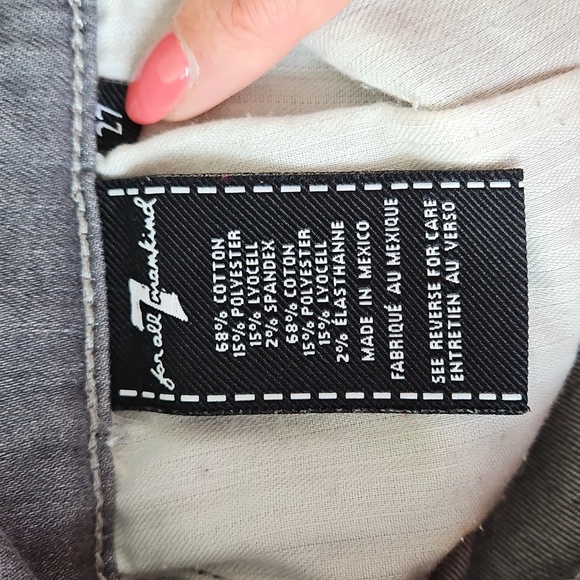 27
7
for all mankind
68% COTTON
15% POLYESTER
15% LYOCELL
2% SPANDEX
68% COTON
15% POLYESTER
15% LYOCELL
2% ÉLASTHANNE
MADE IN MEXICO
FABRIQUÉ AU MEXIQUE
SEE REVERSE FOR CARE
ENTRETIEN AU VERSO